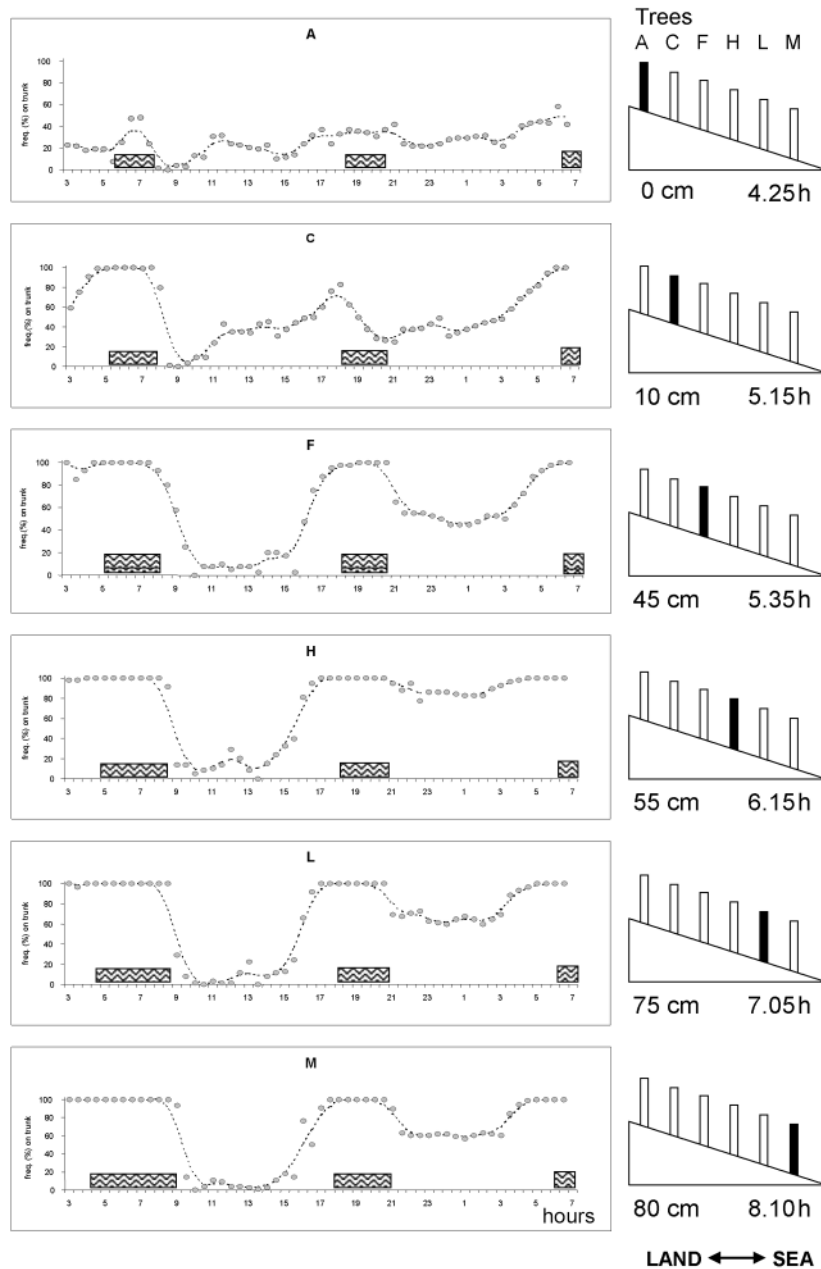 Trees
A C F H L M
A
freq. (%) on trunk
100
80
60
40
20
0
3 5 7 9 11 13 15 17 19 21 23 1 3 5 7
0 cm 4.25h
C
freq.(%) on trunk
100
80
60
40
20
0
3 5 7 9 11 13 15 17 19 21 23 1 3 5 7
10 cm 5.15h
F
freq.(%) on trunk
100
80
60
40
20
0
3 5 7 9 11 13 15 17 19 21 23 1 3 5 7
45 cm 5.35h
H
freq. (%) on trunk
100
80
60
40
20
0
3 5 7 9 11 13 15 17 19 21 23 1 3 5 7
55 cm 6.15h
L
freq. (%) on trunk
100
80
60
40
20
0
3 5 7 9 11 13 15 17 19 21 23 1 3 5 7
75 cm 7.05h
M
freq. (%) on trunk
100
80
60
40
20
0
3 5 7 9 11 13 15 17 19 21 23 1 3 5 7
hours
80 cm 8.10h
LAND SEA